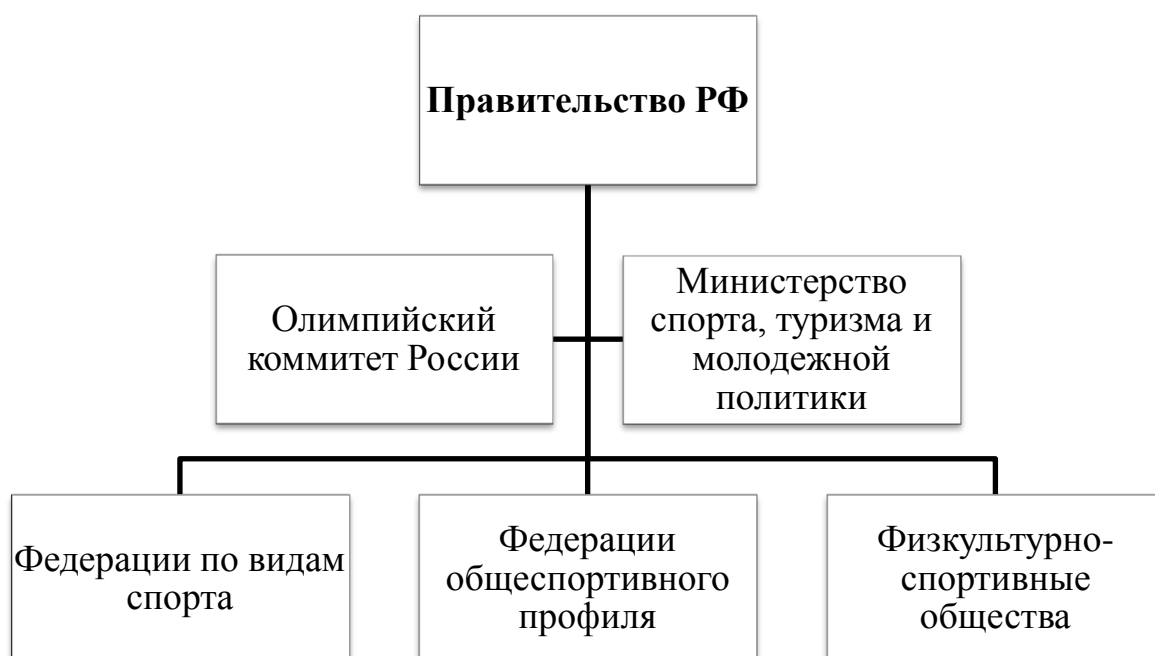 Правительство РФ
Олимпийский
коммитет России
Министерство
спорта, туризма и
молодежной
политики
Федерации по видам
спорта
Федерации
общеспортивного
профиля
Физкультурно-
спортивные
общества